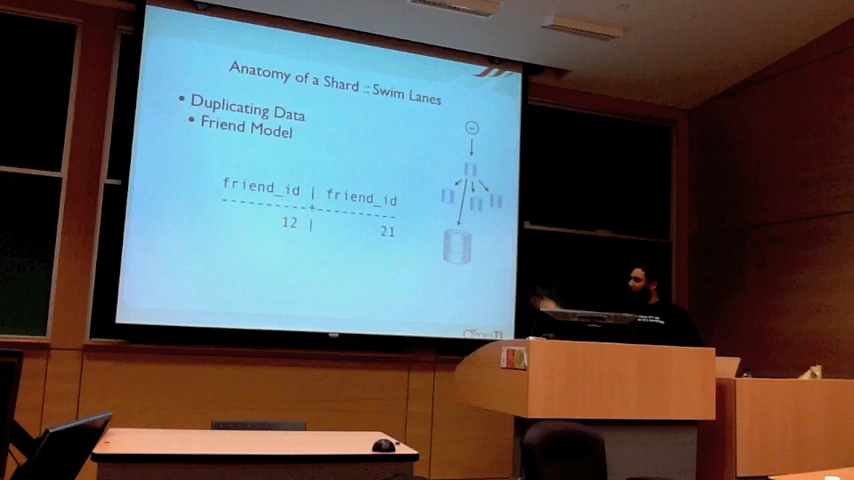 Anatomy of a Shard :: Swim Lanes
• Duplicating Data
• Friend Model
friend_id | friend_id
-----------+-----------
12 | 21